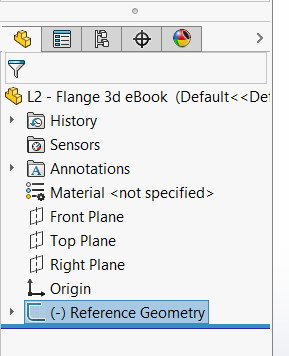 L2 - Flange 3d eBook (Default<<De
History
Sensors
Annotations
Material <not specified>
Front Plane
Top Plane
Right Plane
Origin
(-) Reference Geometry